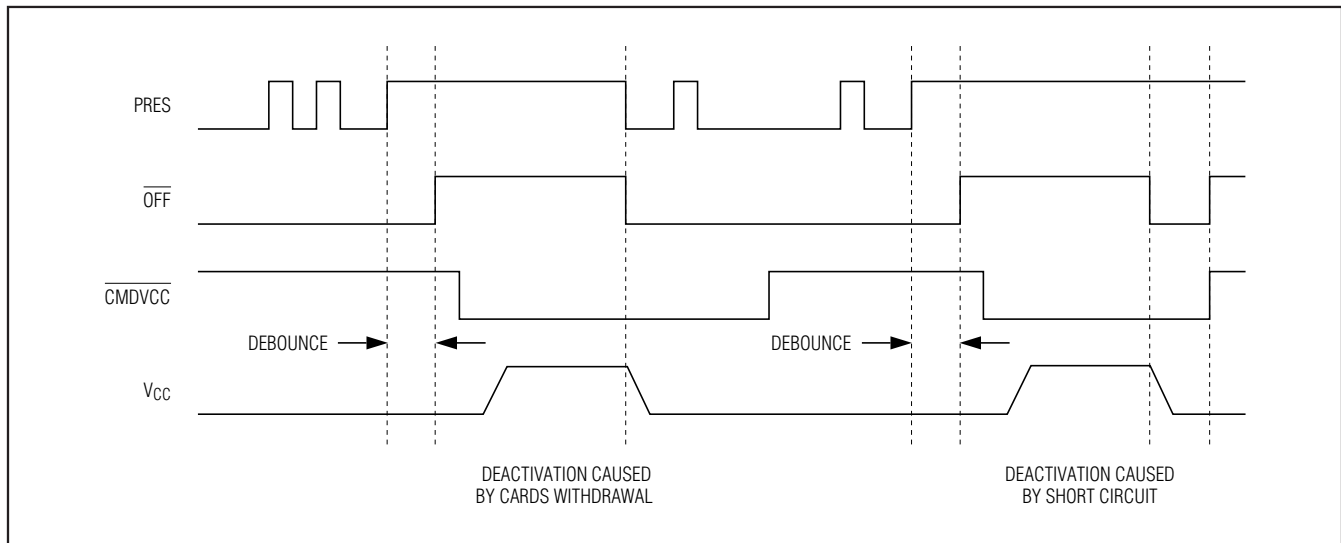 PRES
OFF
CMDVCC
DEBOUNCE
DEBOUNCE
VCC
DEACTIVATION CAUSED
BY CARDS WITHDRAWAL
DEACTIVATION CAUSED
BY SHORT CIRCUIT